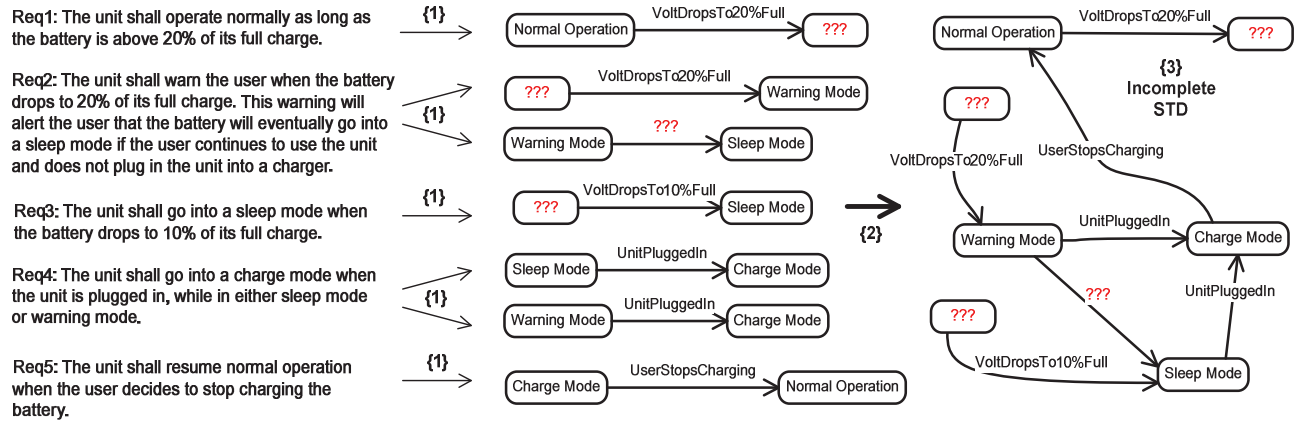 Req1: The unit shall operate normally as long as
the battery is above 20% of its full charge.
{1}
Normal Operation
VoltDropsTo20%Full
???
Req2: The unit shall warn the user when the battery
drops to 20% of its full charge. This warning will
alert the user that the battery will eventually go into
a sleep mode if the user continues to use the unit
and does not plug in the unit into a charger.
{1}
???
VoltDropsTo20%Full
Warning Mode
Warning Mode
???
Sleep Mode
Req3: The unit shall go into a sleep mode when
the battery drops to 10% of its full charge.
{1}
???
VoltDropsTo10%Full
Sleep Mode
Req4: The unit shall go into a charge mode when
the unit is plugged in, while in either sleep mode
or warning mode.
{1}
Sleep Mode
UnitPluggedIn
Charge Mode
Warning Mode
UnitPluggedIn
Charge Mode
Req5: The unit shall resume normal operation
when the user decides to stop charging the
battery.
{1}
Charge Mode
UserStopsCharging
Normal Operation
{2}
Normal Operation
VoltDropsTo20%Full
???
{3}
Incomplete
STD
???
VoltDropsTo20%Full
UserStopsCharging
Warning Mode
UnitPluggedIn
Charge Mode
???
UnitPluggedIn
???
VoltDropsTo10%Full
Sleep Mode